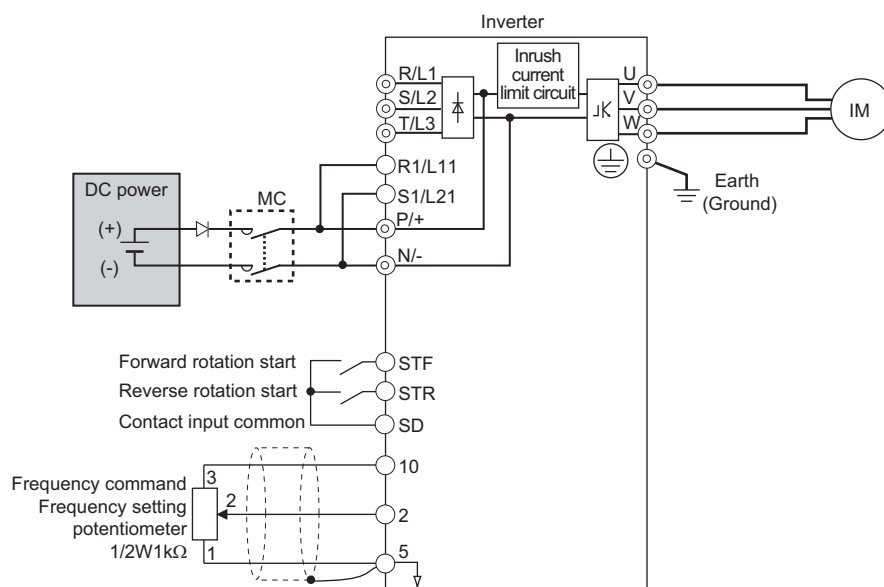 Inverter
R/L1
S/L2
T/L3
Inrush
current
limit circuit
U
V
W
IM
R1/L11
S1/L21
Earth
(Ground)
DC power
(+)
(-)
MC
P/+
N/-
Forward rotation start
STF
Reverse rotation start
STR
Contact input common
SD
3
10
Frequency command
Frequency setting
potentiometer
1/2W1kΩ
2
2
1
5